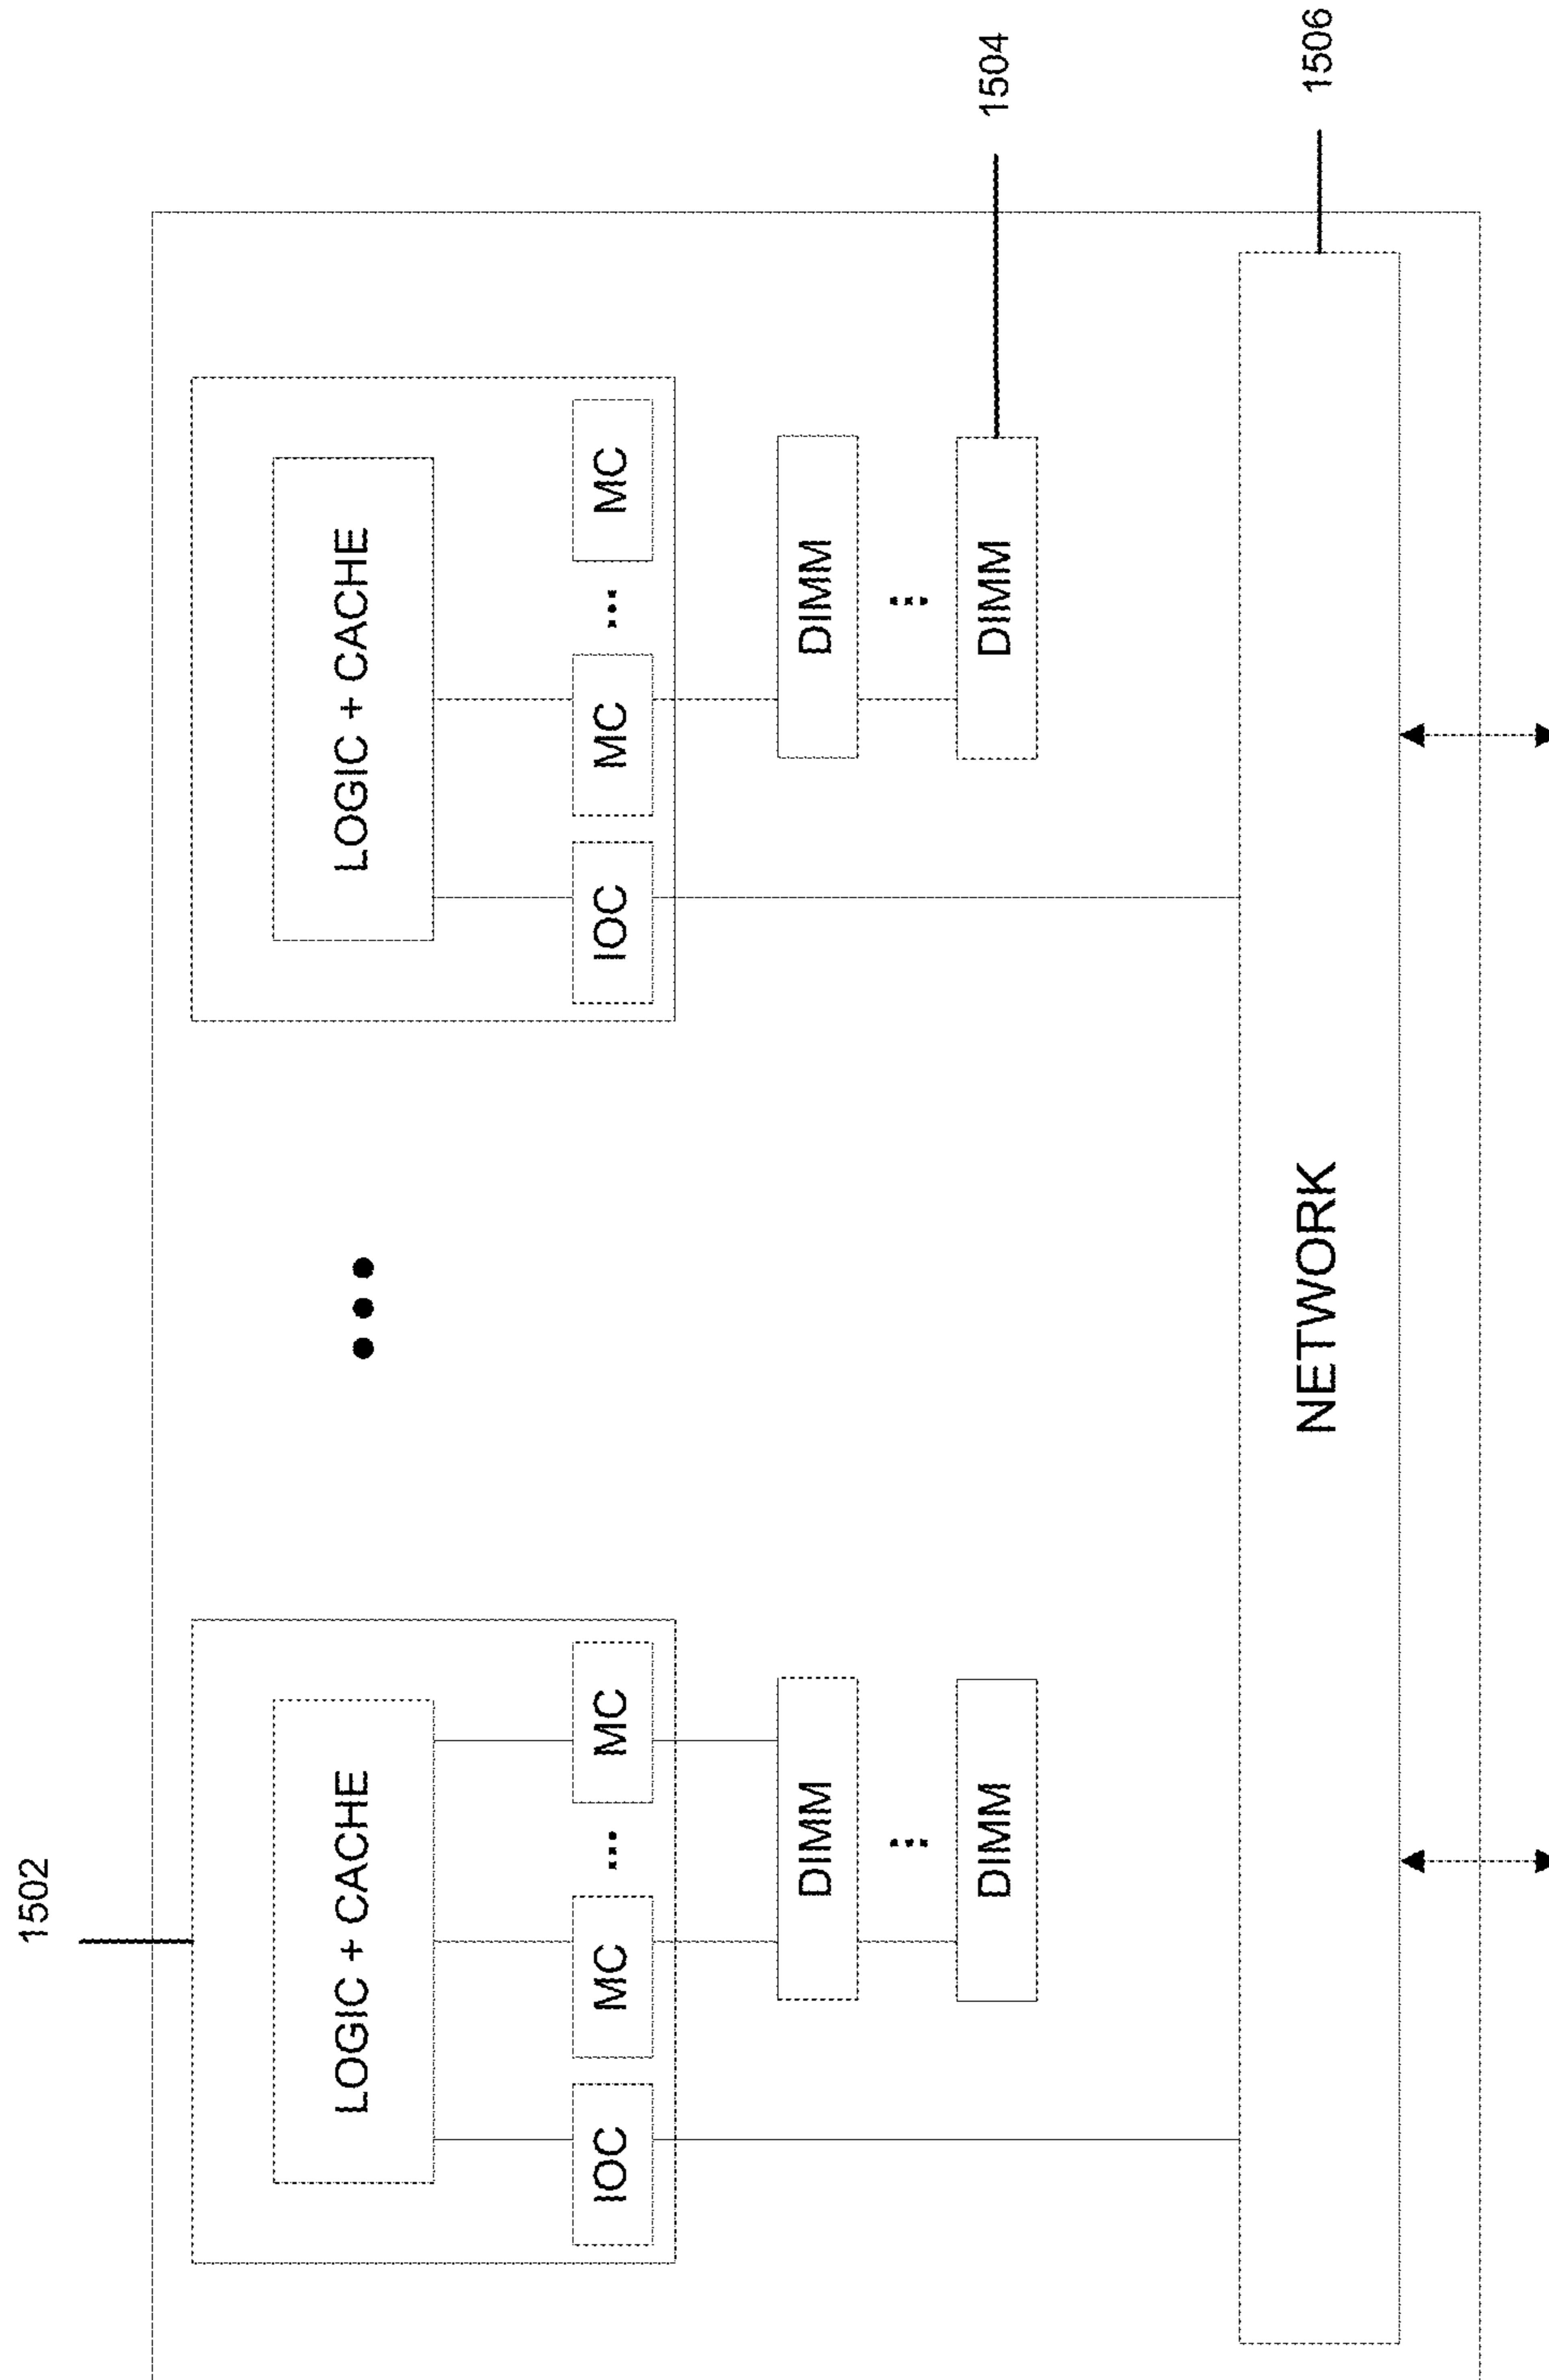 1502
LOGIC + CACHE
LOGIC + CACHE
IOC
MC
...
MC
IOC
MC
...
MC
DIMM
DIMM
DIMM
DIMM
1504
NETWORK
1506